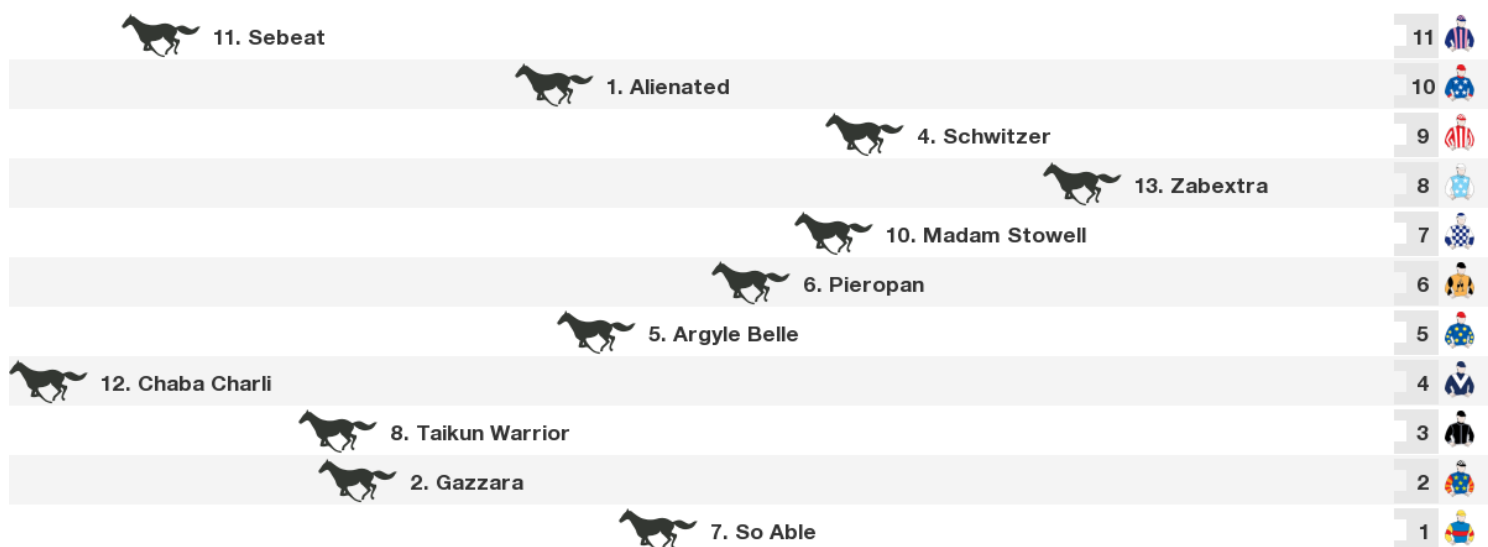 11. Sebeat 11
1. Alienated 10
4. Schwitzer 9
13. Zabextra 8
10. Madam Stowell 7
6. Pieropan 6
5. Argyle Belle 5
12. Chaba Charli 4
8. Taikun Warrior 3
2. Gazzara 2
7. So Able 1